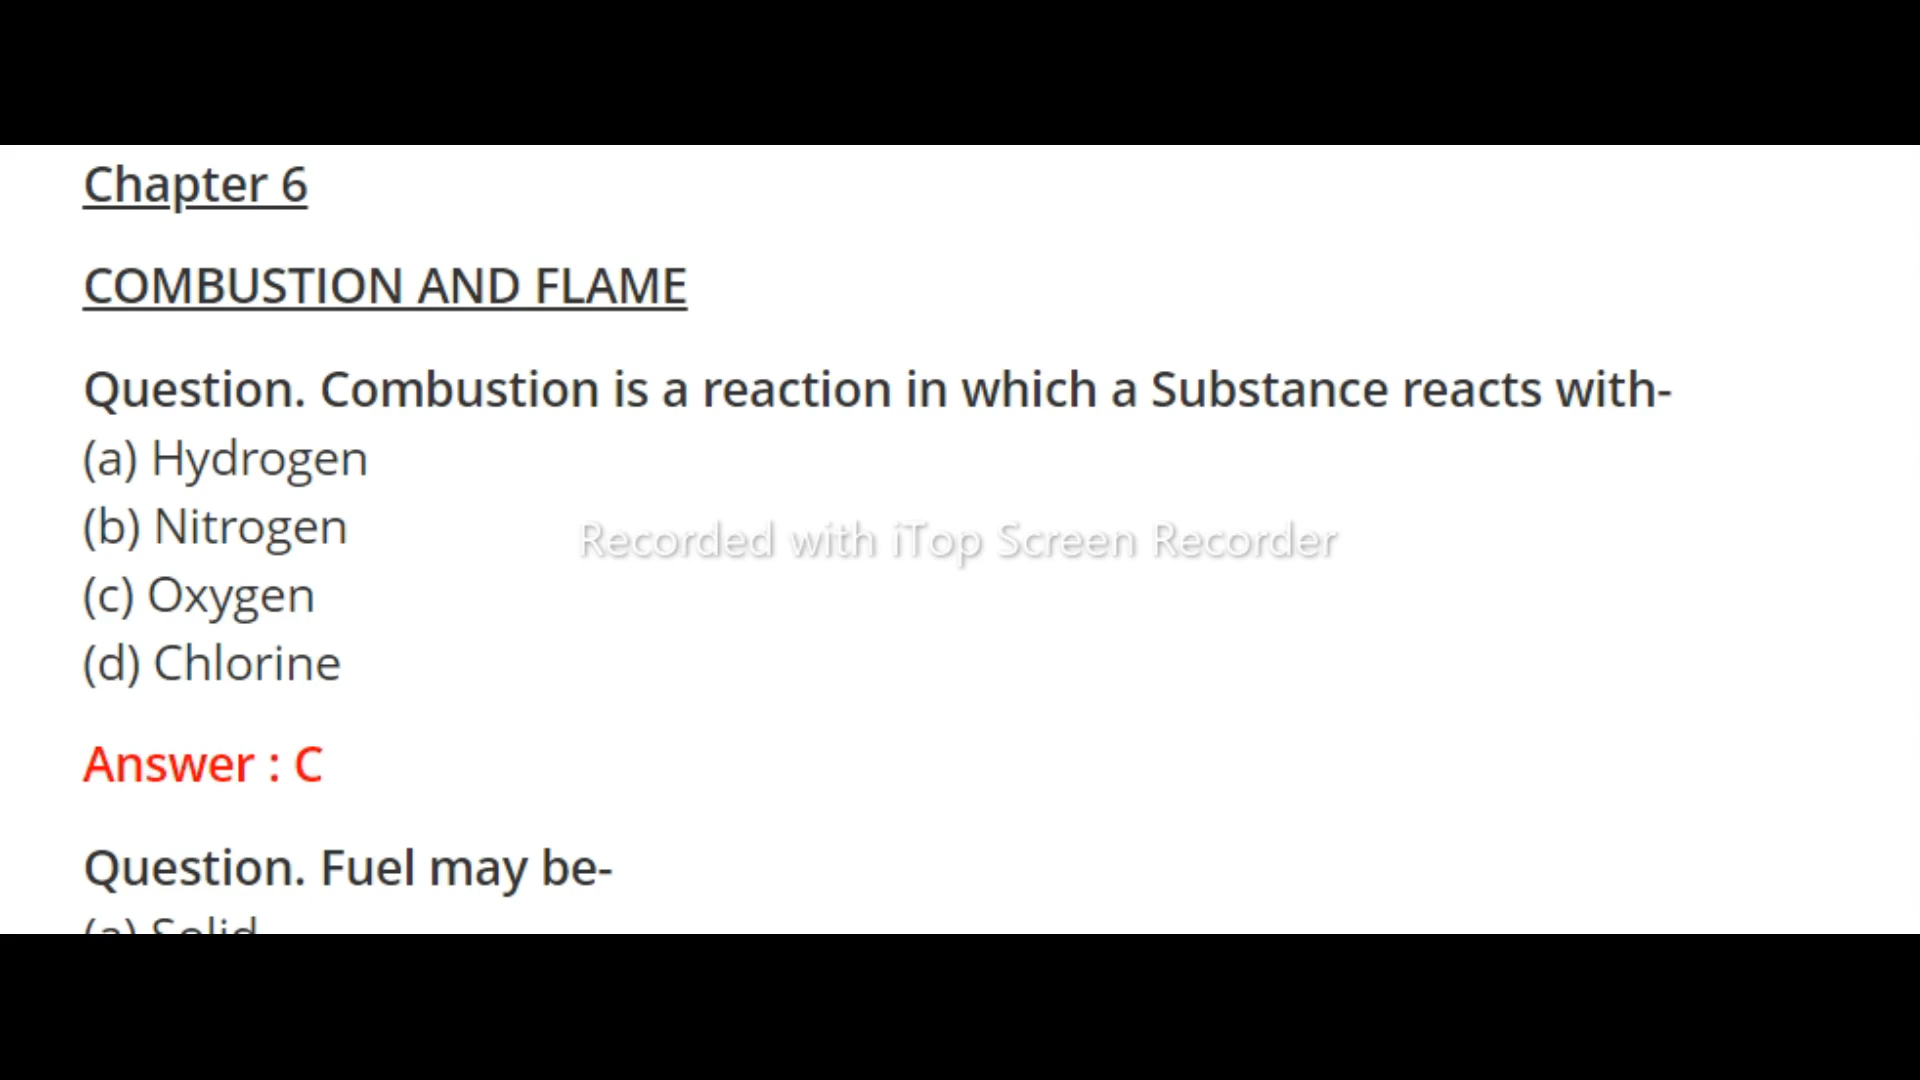 Chapter 6
COMBUSTION AND FLAME
Question. Combustion is a reaction in which a Substance reacts with-
(a) Hydrogen
(b) Nitrogen
Recorded with iTop Screen Recorder
(c) Oxygen
(d) Chlorine
Answer : C
Question. Fuel may be-
(a) Solid